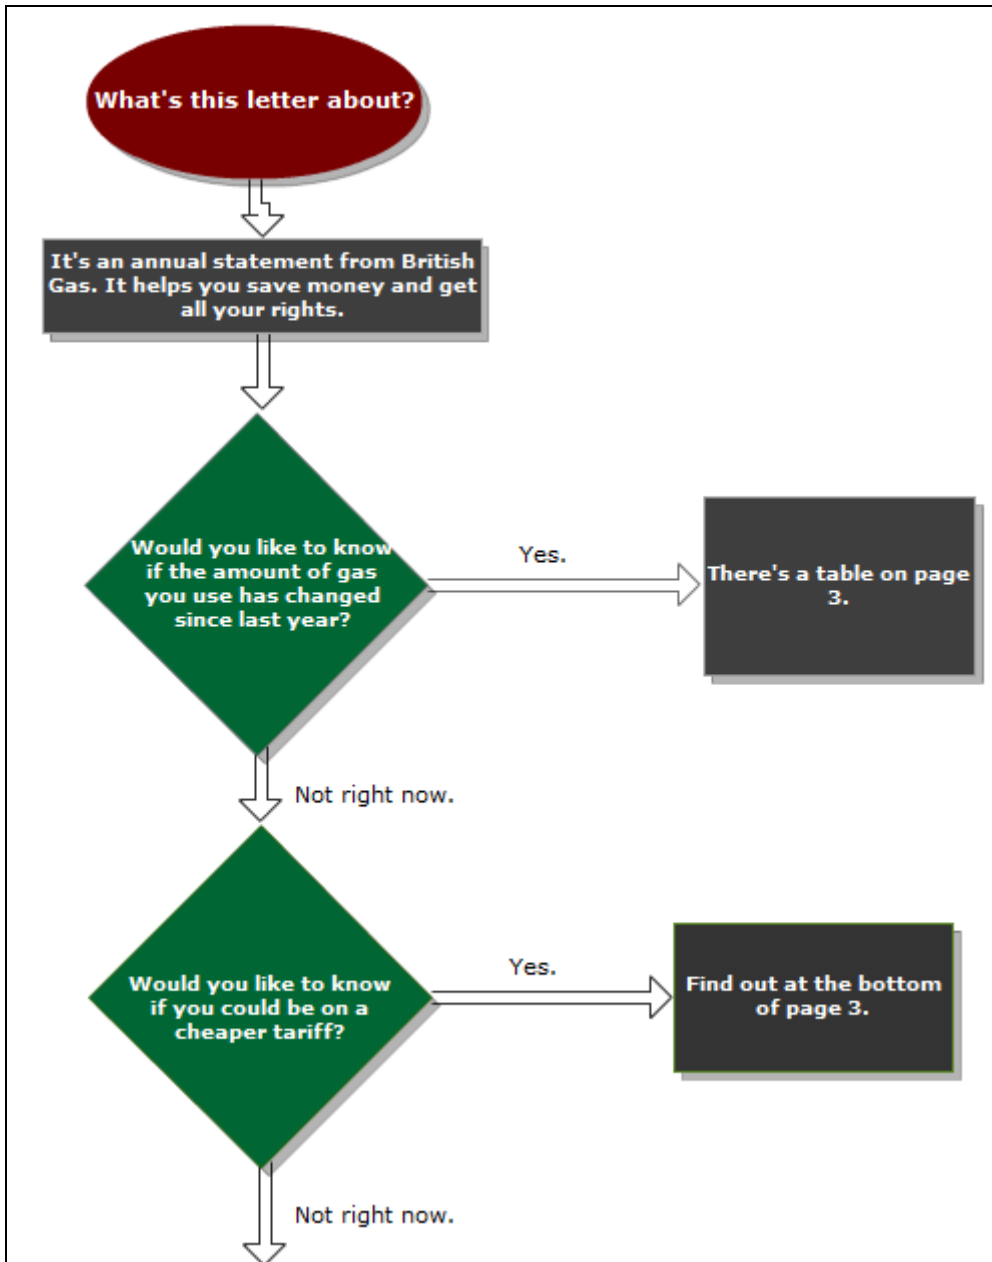 What's this letter about?
It's an annual statement from British
Gas. It helps you save money and get
all your rights.
Would you like to know
if the amount of gas
you use has changed
since last year?
Yes.
There's a table on page
3.
Not right now.
Would you like to know
if you could be on a
cheaper tariff?
Yes.
Find out at the bottom
of page 3.
Not right now.